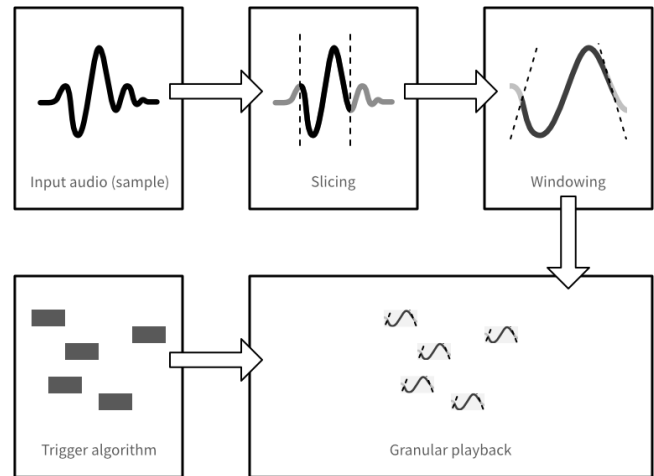 Input audio (sample)
Slicing
Windowing
Trigger algorithm
Granular playback